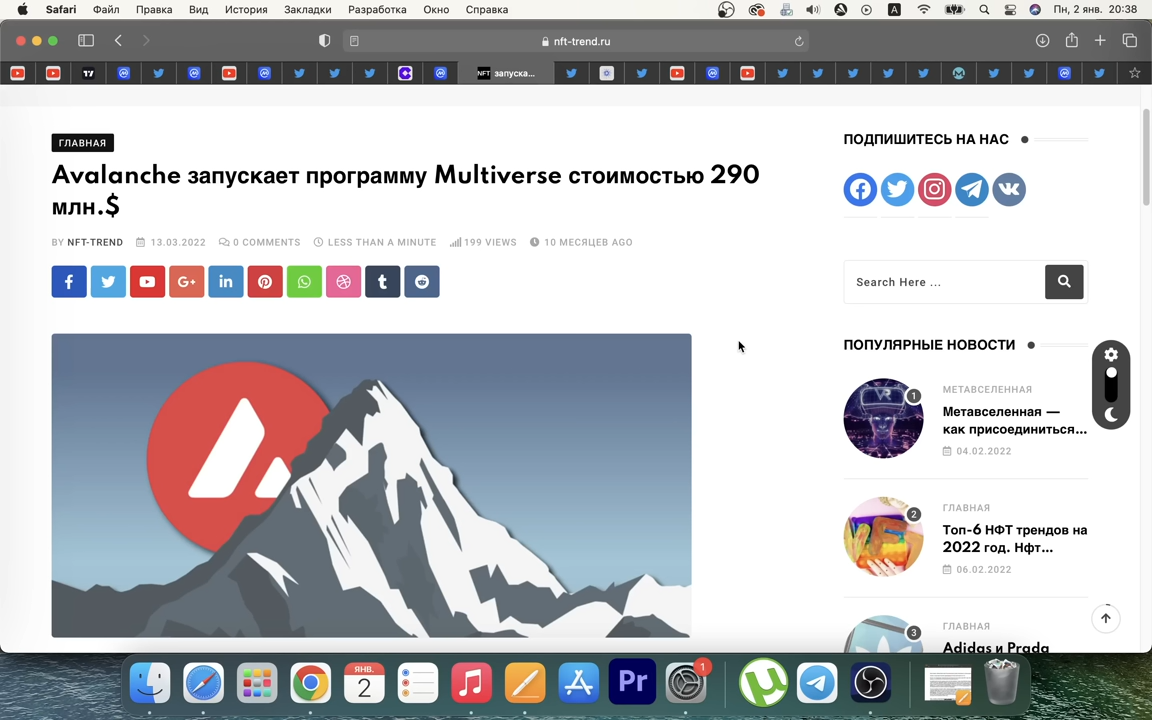 Safari Файл Правка Вид История Закладки Разработка Окно Справка
A Пн, 2 янв. 20:38
nft-trend.ru
NFT запуска...
ГЛАВНАЯ
Avalanche запускает программу Multiverse стоимостью 290
млн.$
BY NFT-TREND 13.03.2022 0 COMMENTS LESS THAN A MINUTE 199 VIEWS 10 МЕСЯЦЕВ AGO
ПОДПИШИТЕСЬ НА НАС
Search Here ...
ПОПУЛЯРНЫЕ НОВОСТИ
1
МЕТАВСЕЛЕННАЯ
Метавселенная —
как присоединиться...
04.02.2022
2
ГЛАВНАЯ
Топ-6 НФТ трендов на
2022 год. Нфт...
06.02.2022
3
ГЛАВНАЯ
Adidas и Prada
ЯНВ.
2
Pr
1